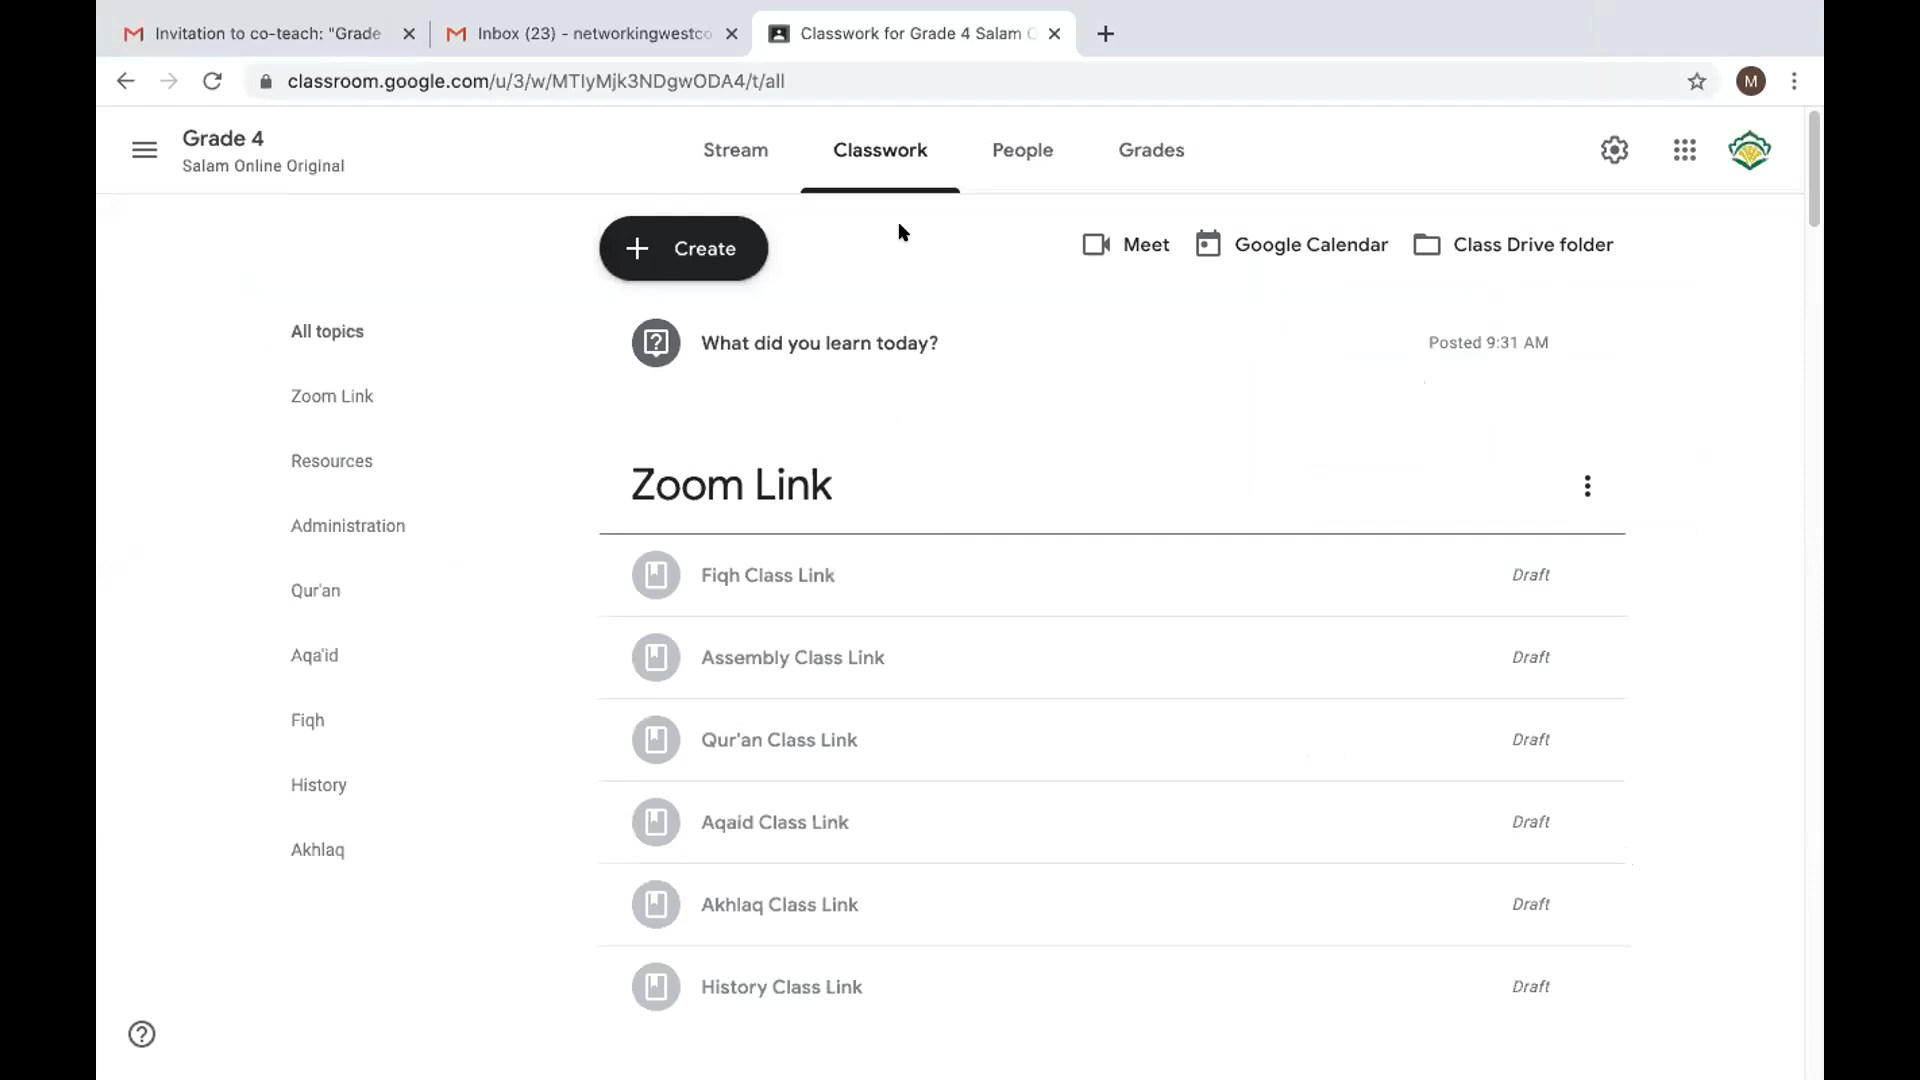 Invitation to co-teach: "Grade
Inbox (23) - networkingwestco
Classwork for Grade 4 Salam O
classroom.google.com/u/3/w/MTIyMjk3NDgwODA4/t/all
M
Grade 4
Salam Online Original
Stream
Classwork
People
Grades
Create
Meet
Google Calendar
Class Drive folder
All topics
Zoom Link
Resources
Administration
Qur'an
Aqa'id
Fiqh
History
Akhlaq
What did you learn today?
Posted 9:31 AM
Zoom Link
Fiqh Class Link
Draft
Assembly Class Link
Draft
Qur'an Class Link
Draft
Aqaid Class Link
Draft
Akhlaq Class Link
Draft
History Class Link
Draft